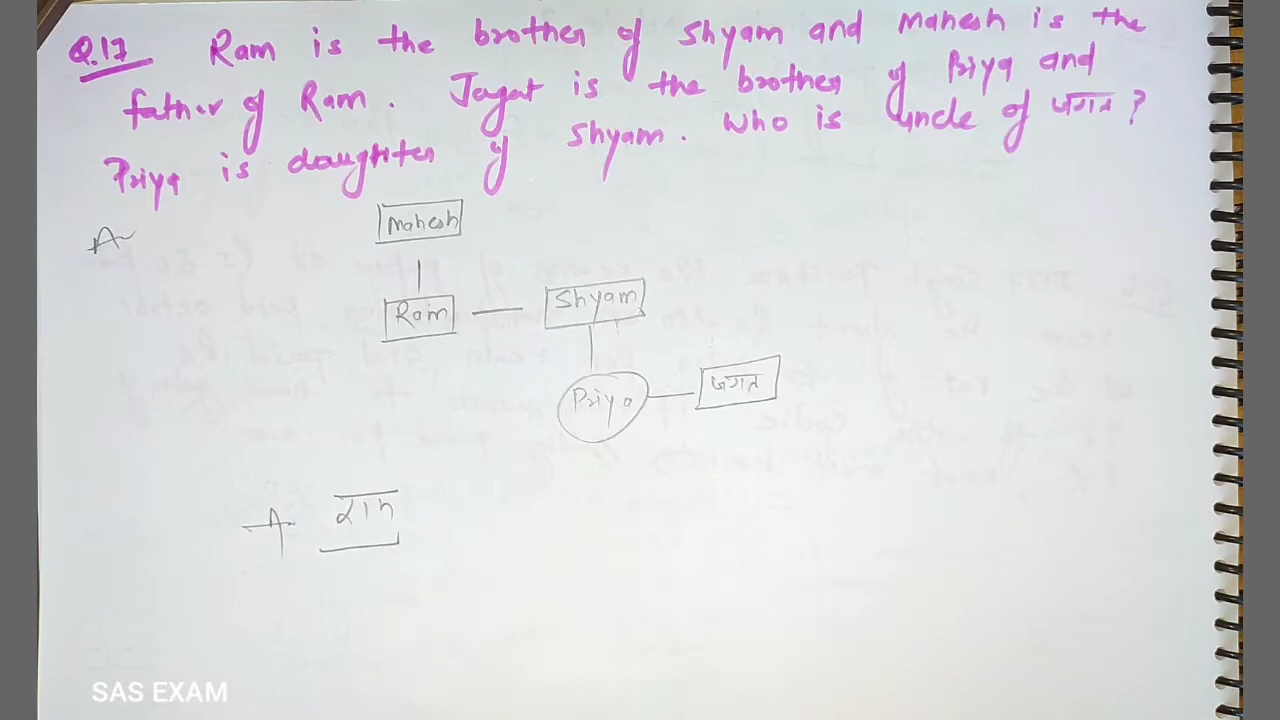 Q.17 Ram is the brother of Shyam and Mahesh is the
father of Ram. Jagat is the brother of Priya and
Priya is daughter of Shyam. Who is uncle of जगत?
A
Mahesh
Ram Shyam
Priya जगत
A राम
SAS EXAM